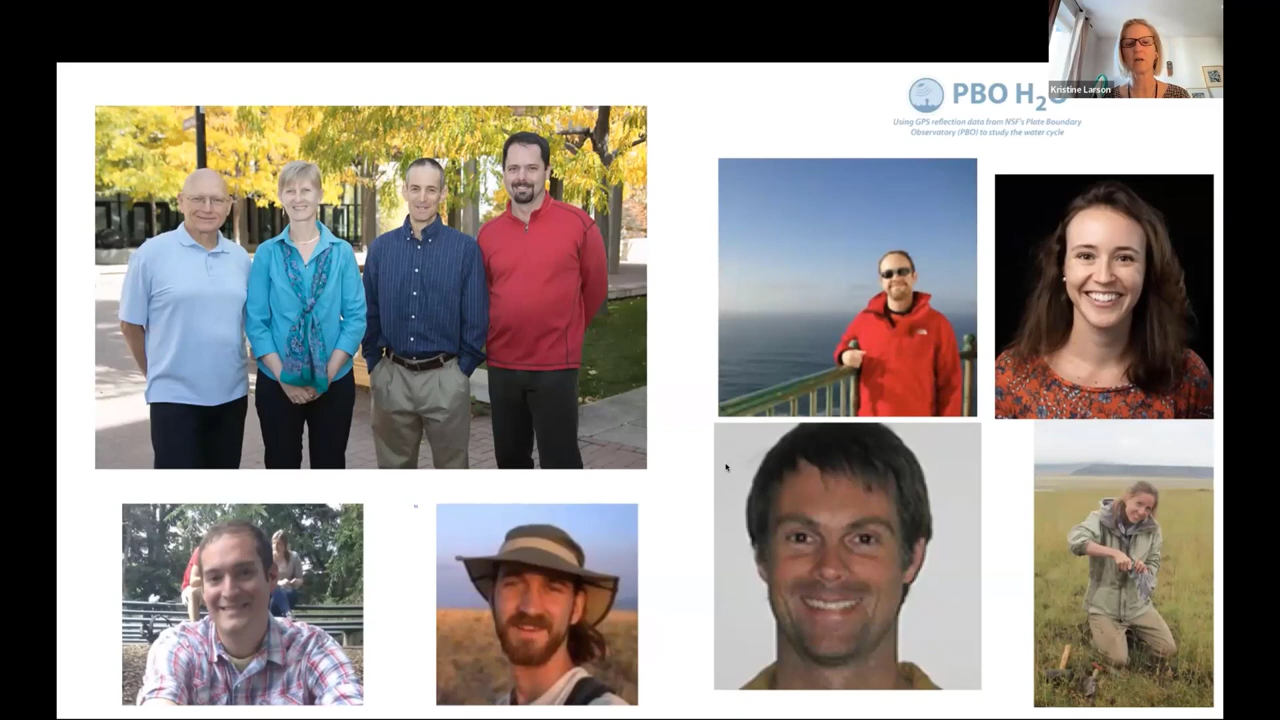 Kristine Larson
PBO H2O
Using GPS reflection data from NSF's Plate Boundary
Observatory (PBO) to study the water cycle